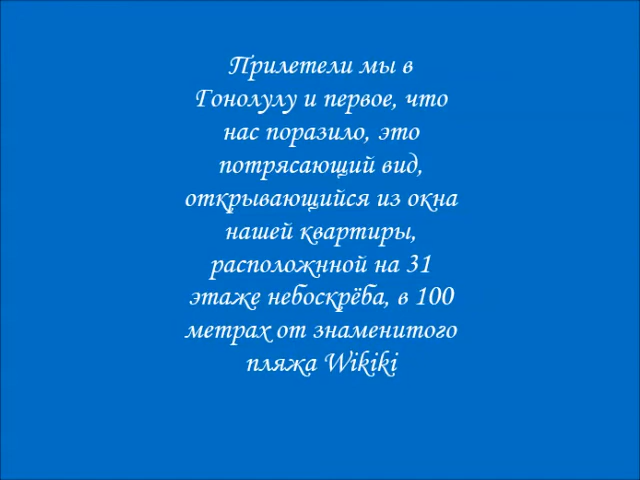 Прилетели мы в
Гонолулу и первое, что
нас поразило, это
потрясающий вид,
открывающийся из окна
нашей квартиры,
расположнной на 31
этаже небоскрёба, в 100
метрах от знаменитого
пляжа Wikiki